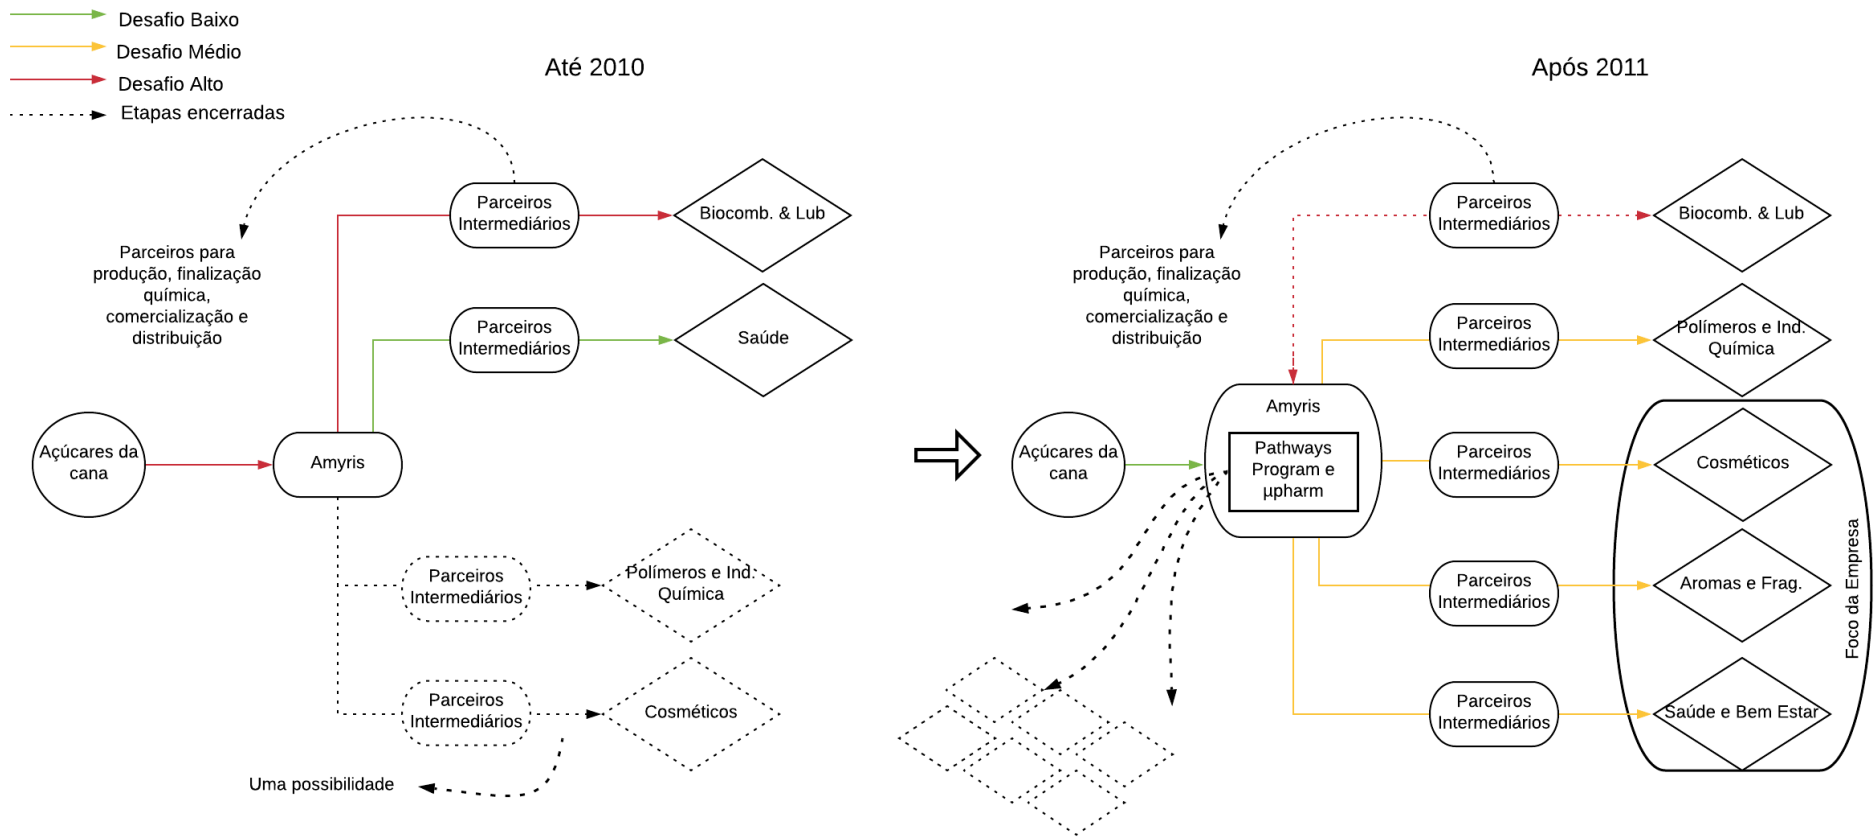 Desafio Baixo
Desafio Médio
Desafio Alto
Etapas encerradas
Até 2010
Parceiros
Intermediários
Biocomb. & Lub
Parceiros para
produção, finalização
química,
comercialização e
distribuição
Parceiros
Intermediários
Saúde
Açúcares da
cana
Amyris
Parceiros
Intermediários
Polímeros e Ind.
Química
Parceiros
Intermediários
Cosméticos
Uma possibilidade
Após 2011
Parceiros
Intermediários
Biocomb. & Lub
Parceiros para
produção, finalização
química,
comercialização e
distribuição
Parceiros
Intermediários
Polímeros e Ind.
Química
Açúcares da
cana
Amyris
Pathways
Program e
µpharm
Parceiros
Intermediários
Cosméticos
Parceiros
Intermediários
Aromas e Frag.
Parceiros
Intermediários
Saúde e Bem Estar
Foco da Empresa